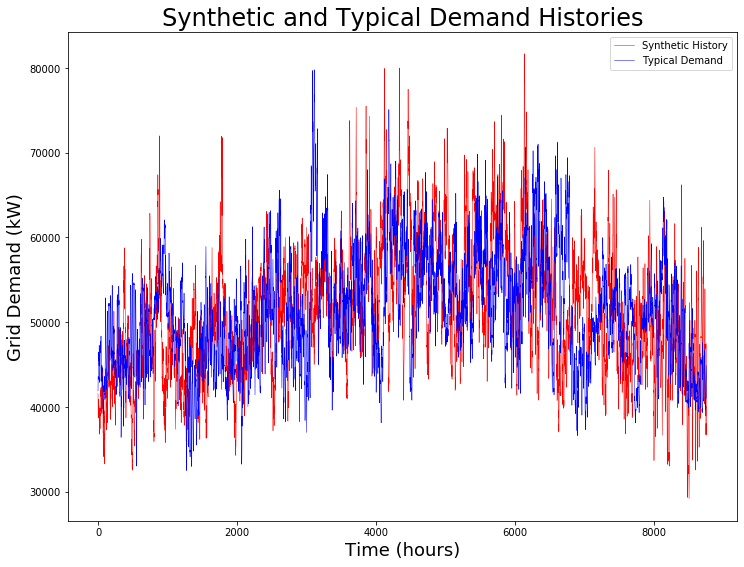 Synthetic and Typical Demand Histories
Synthetic History
Typical Demand
Grid Demand (kW)
80000
70000
60000
50000
40000
30000
0
2000
4000
6000
8000
Time (hours)